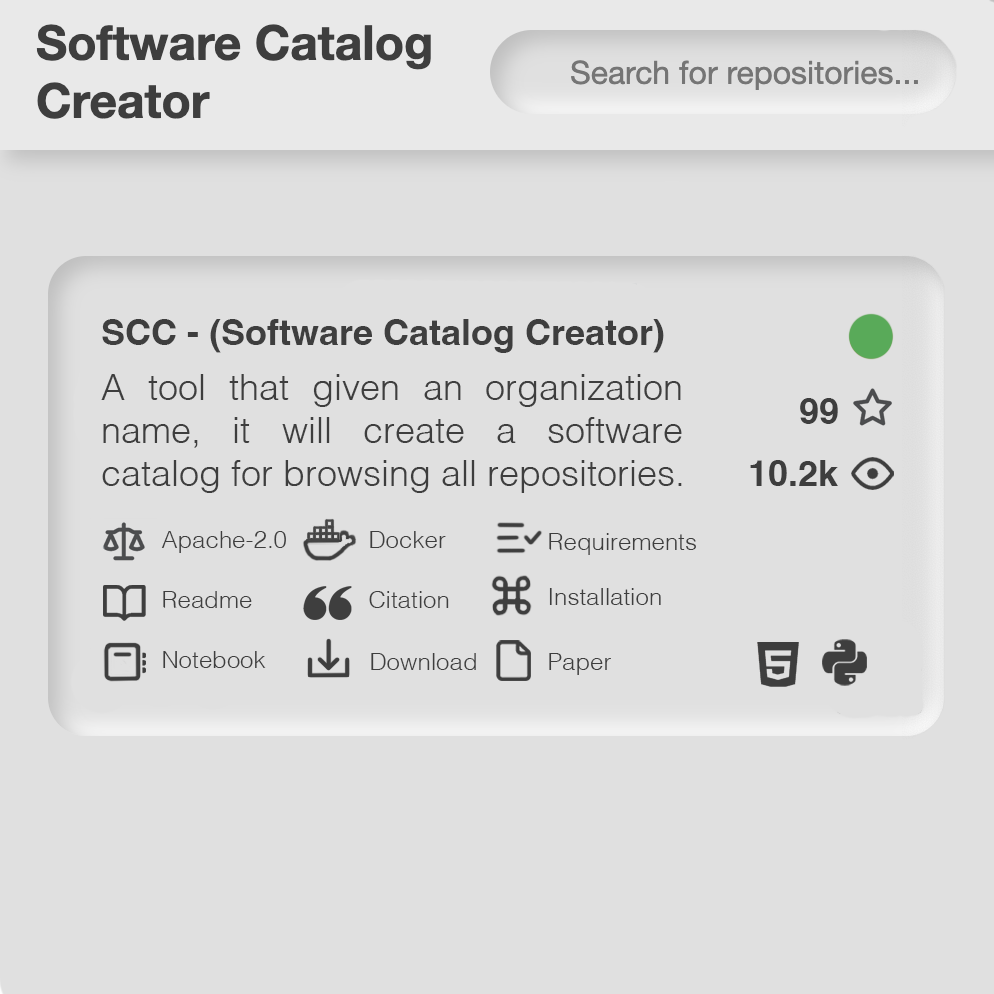 Software Catalog
Creator
Search for repositories...
SCC - (Software Catalog Creator)
A tool that given an organization
name, it will create a software
catalog for browsing all repositories.
99
10.2k
Apache-2.0 Docker Requirements
Readme Citation Installation
Notebook Download Paper